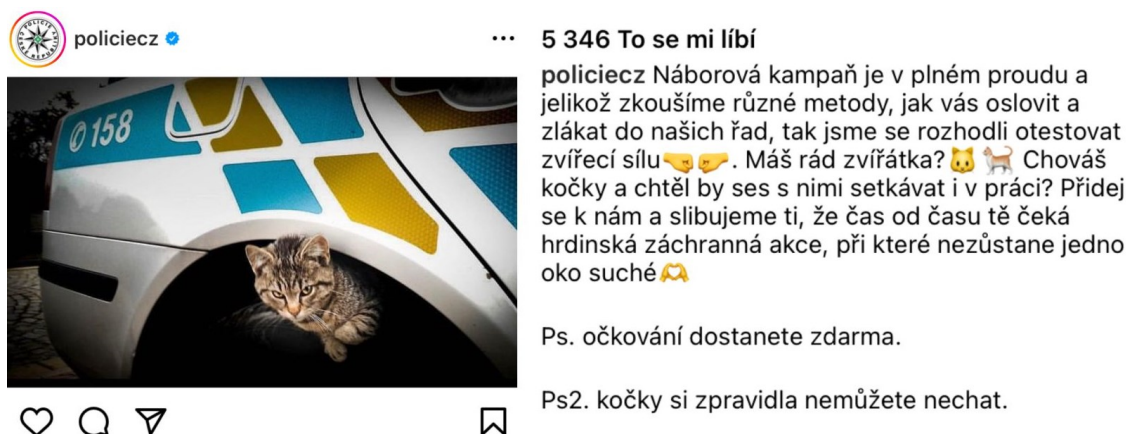 policiecz
158
5 346 To se mi líbí
policiecz Náborová kampaň je v plném proudu a
jelikož zkoušíme různé metody, jak vás oslovit a
zlákat do našich řad, tak jsme se rozhodli otestovat
zvířecí sílu🤜🤛. Máš rád zvířátka?🐱🐈 Chováš
kočky a chtěl by ses s nimi setkávat i v práci? Přidej
se k nám a slibujeme ti, že čas od času tě čeká
hrdinská záchranná akce, při které nezůstane jedno
oko suché🫶
Ps. očkování dostanete zdarma.
Ps2. kočky si zpravidla nemůžete nechat.